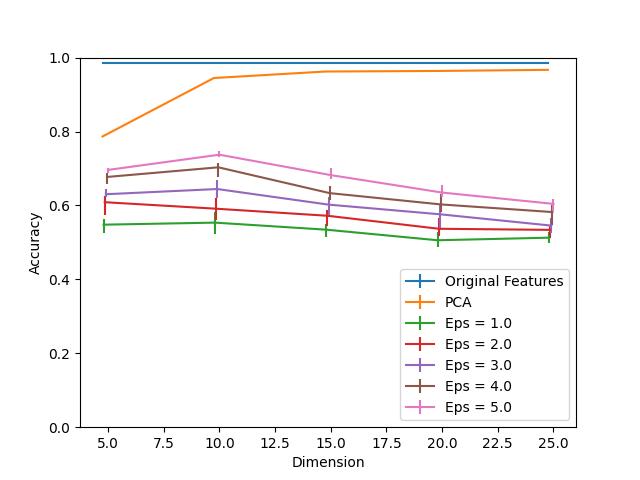 1.0
0.8
0.6
0.4
0.2
0.0
Accuracy
Original Features
PCA
Eps = 1.0
Eps = 2.0
Eps = 3.0
Eps = 4.0
Eps = 5.0
5.0 7.5 10.0 12.5 15.0 17.5 20.0 22.5 25.0
Dimension